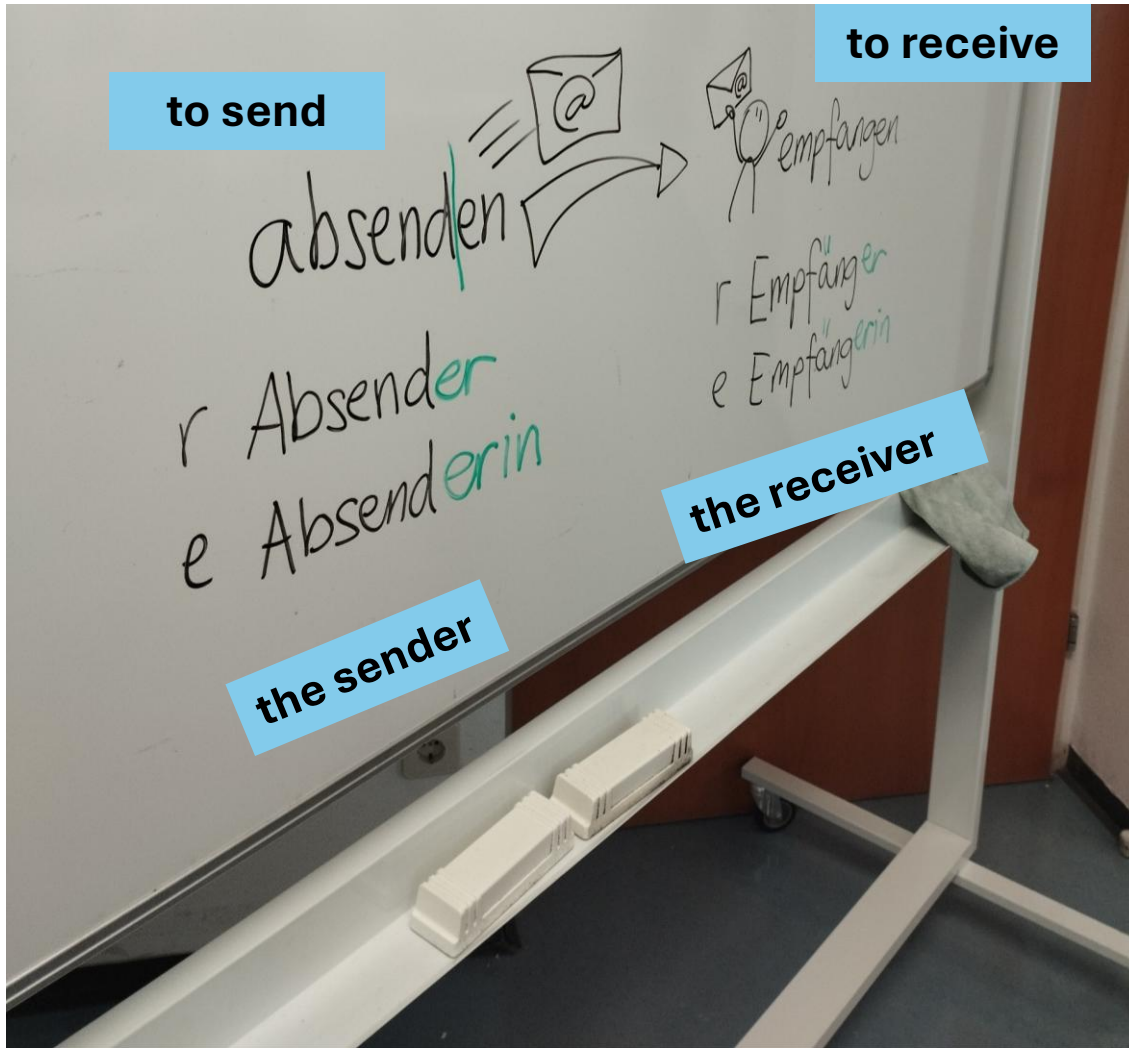 to send
@
absenden
r Absender
e Absenderin
the sender
to receive
@
empfangen
r Empfänger
e Empfängerin
the receiver